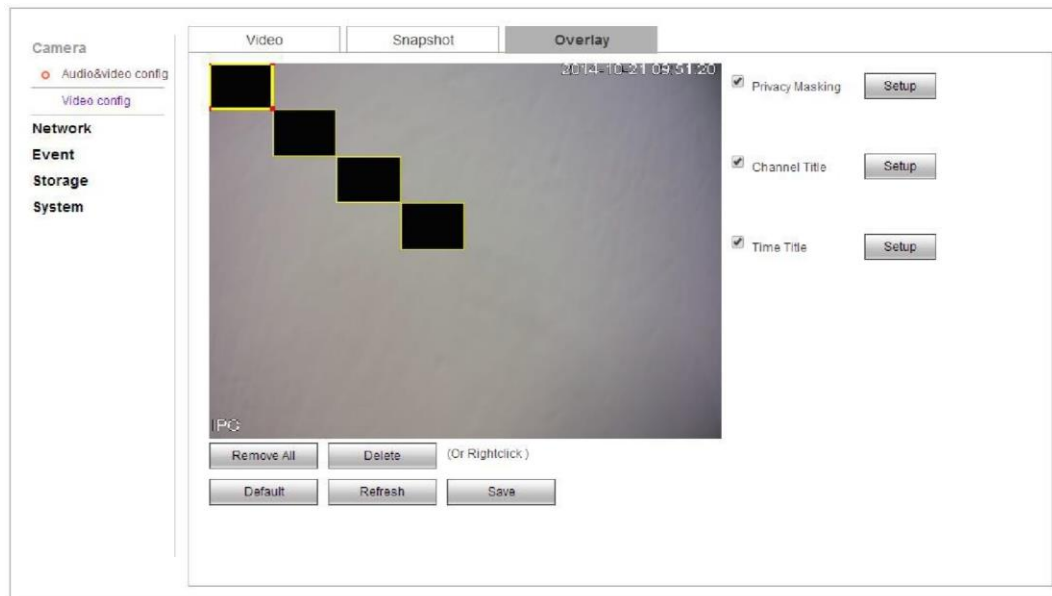 Camera
Audio&video config
Video config
Network
Event
Storage
System
Video
Snapshot
Overlay
2014-10-21 09:51:20
IPC
Privacy Masking
Setup
Channel Title
Setup
Time Title
Setup
Remove All
Delete
(Or Rightclick )
Default
Refresh
Save